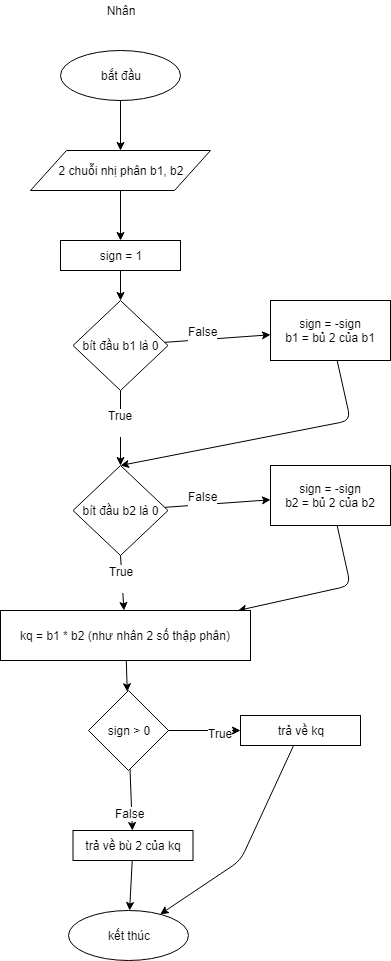 Nhân
bắt đầu
2 chuỗi nhị phân b1, b2
sign = 1
bít đầu b1 là 0
False
sign = -sign
b1 = bủ 2 của b1
True
bít đầu b2 là 0
False
sign = -sign
b2 = bủ 2 của b2
True
kq = b1 * b2 (như nhân 2 số thập phân)
sign > 0
True
trả về kq
False
trả về bù 2 của kq
kết thúc